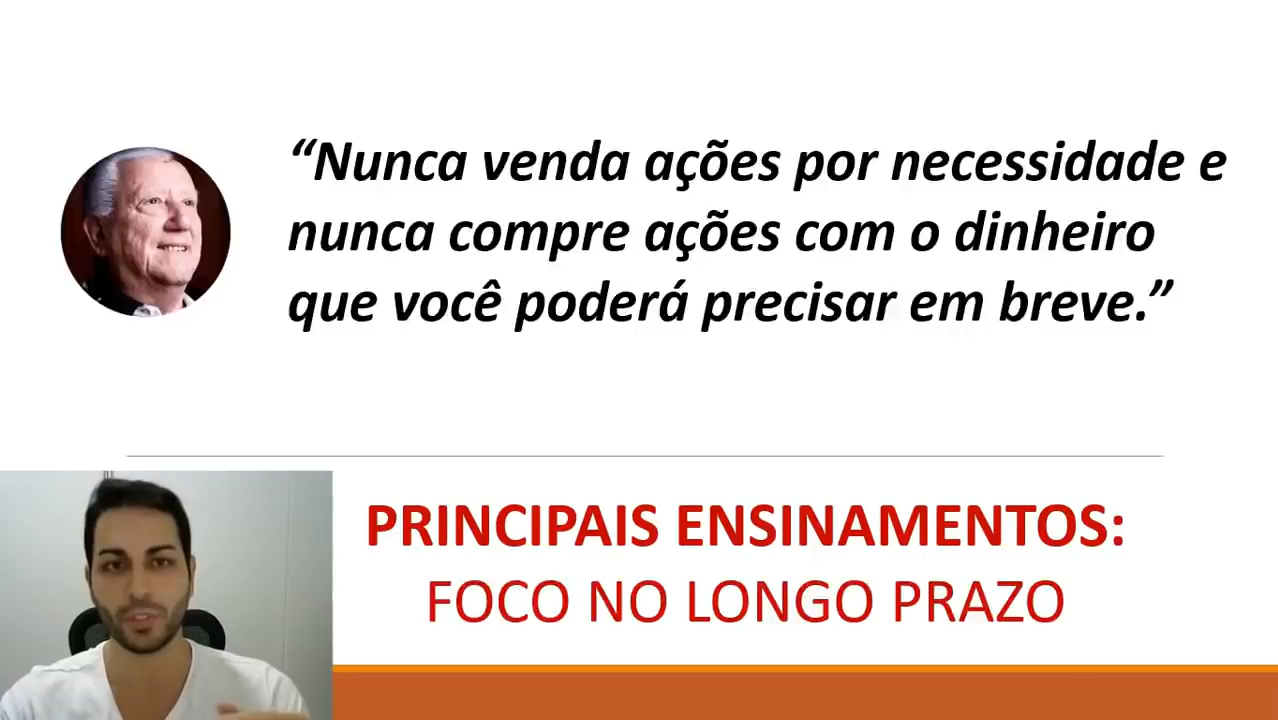 “Nunca venda ações por necessidade e
nunca compre ações com o dinheiro
que você poderá precisar em breve.”
PRINCIPAIS ENSINAMENTOS:
FOCO NO LONGO PRAZO